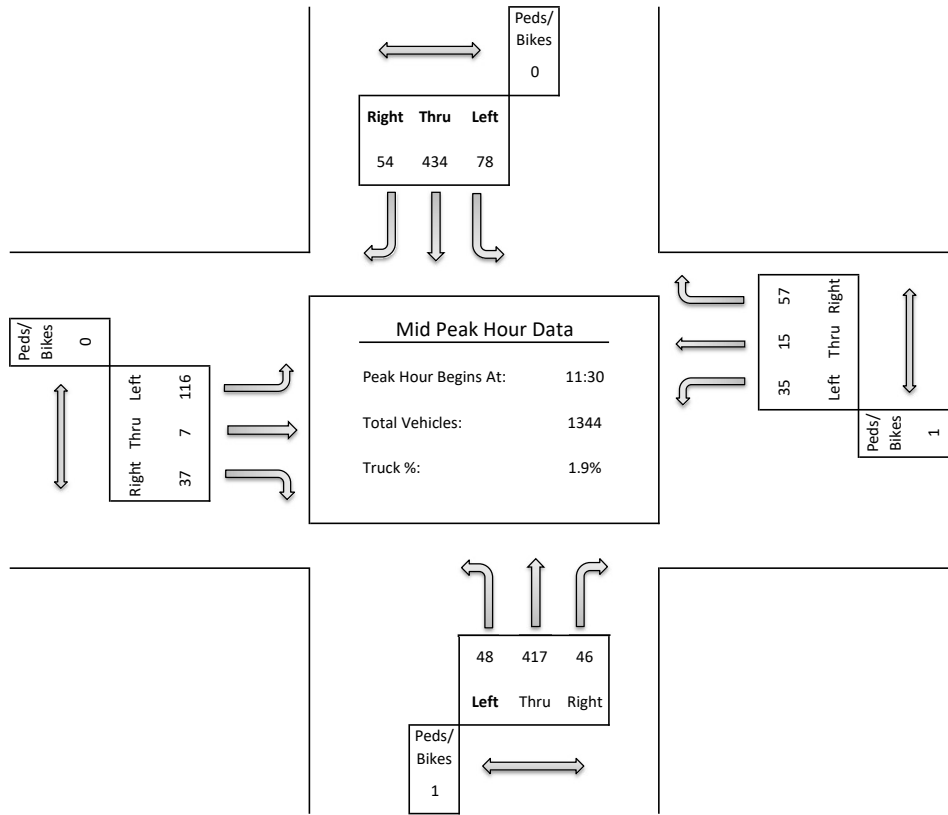 Peds/
Bikes
0
Right Thru Left
54 434 78
Peds/
Bikes
0
Left 116
Thru 7
Right 37
Mid Peak Hour Data
Peak Hour Begins At: 11:30
Total Vehicles: 1344
Truck %: 1.9%
57 Right
15 Thru
35 Left
Peds/
Bikes
1
48 417 46
Left Thru Right
Peds/
Bikes
1